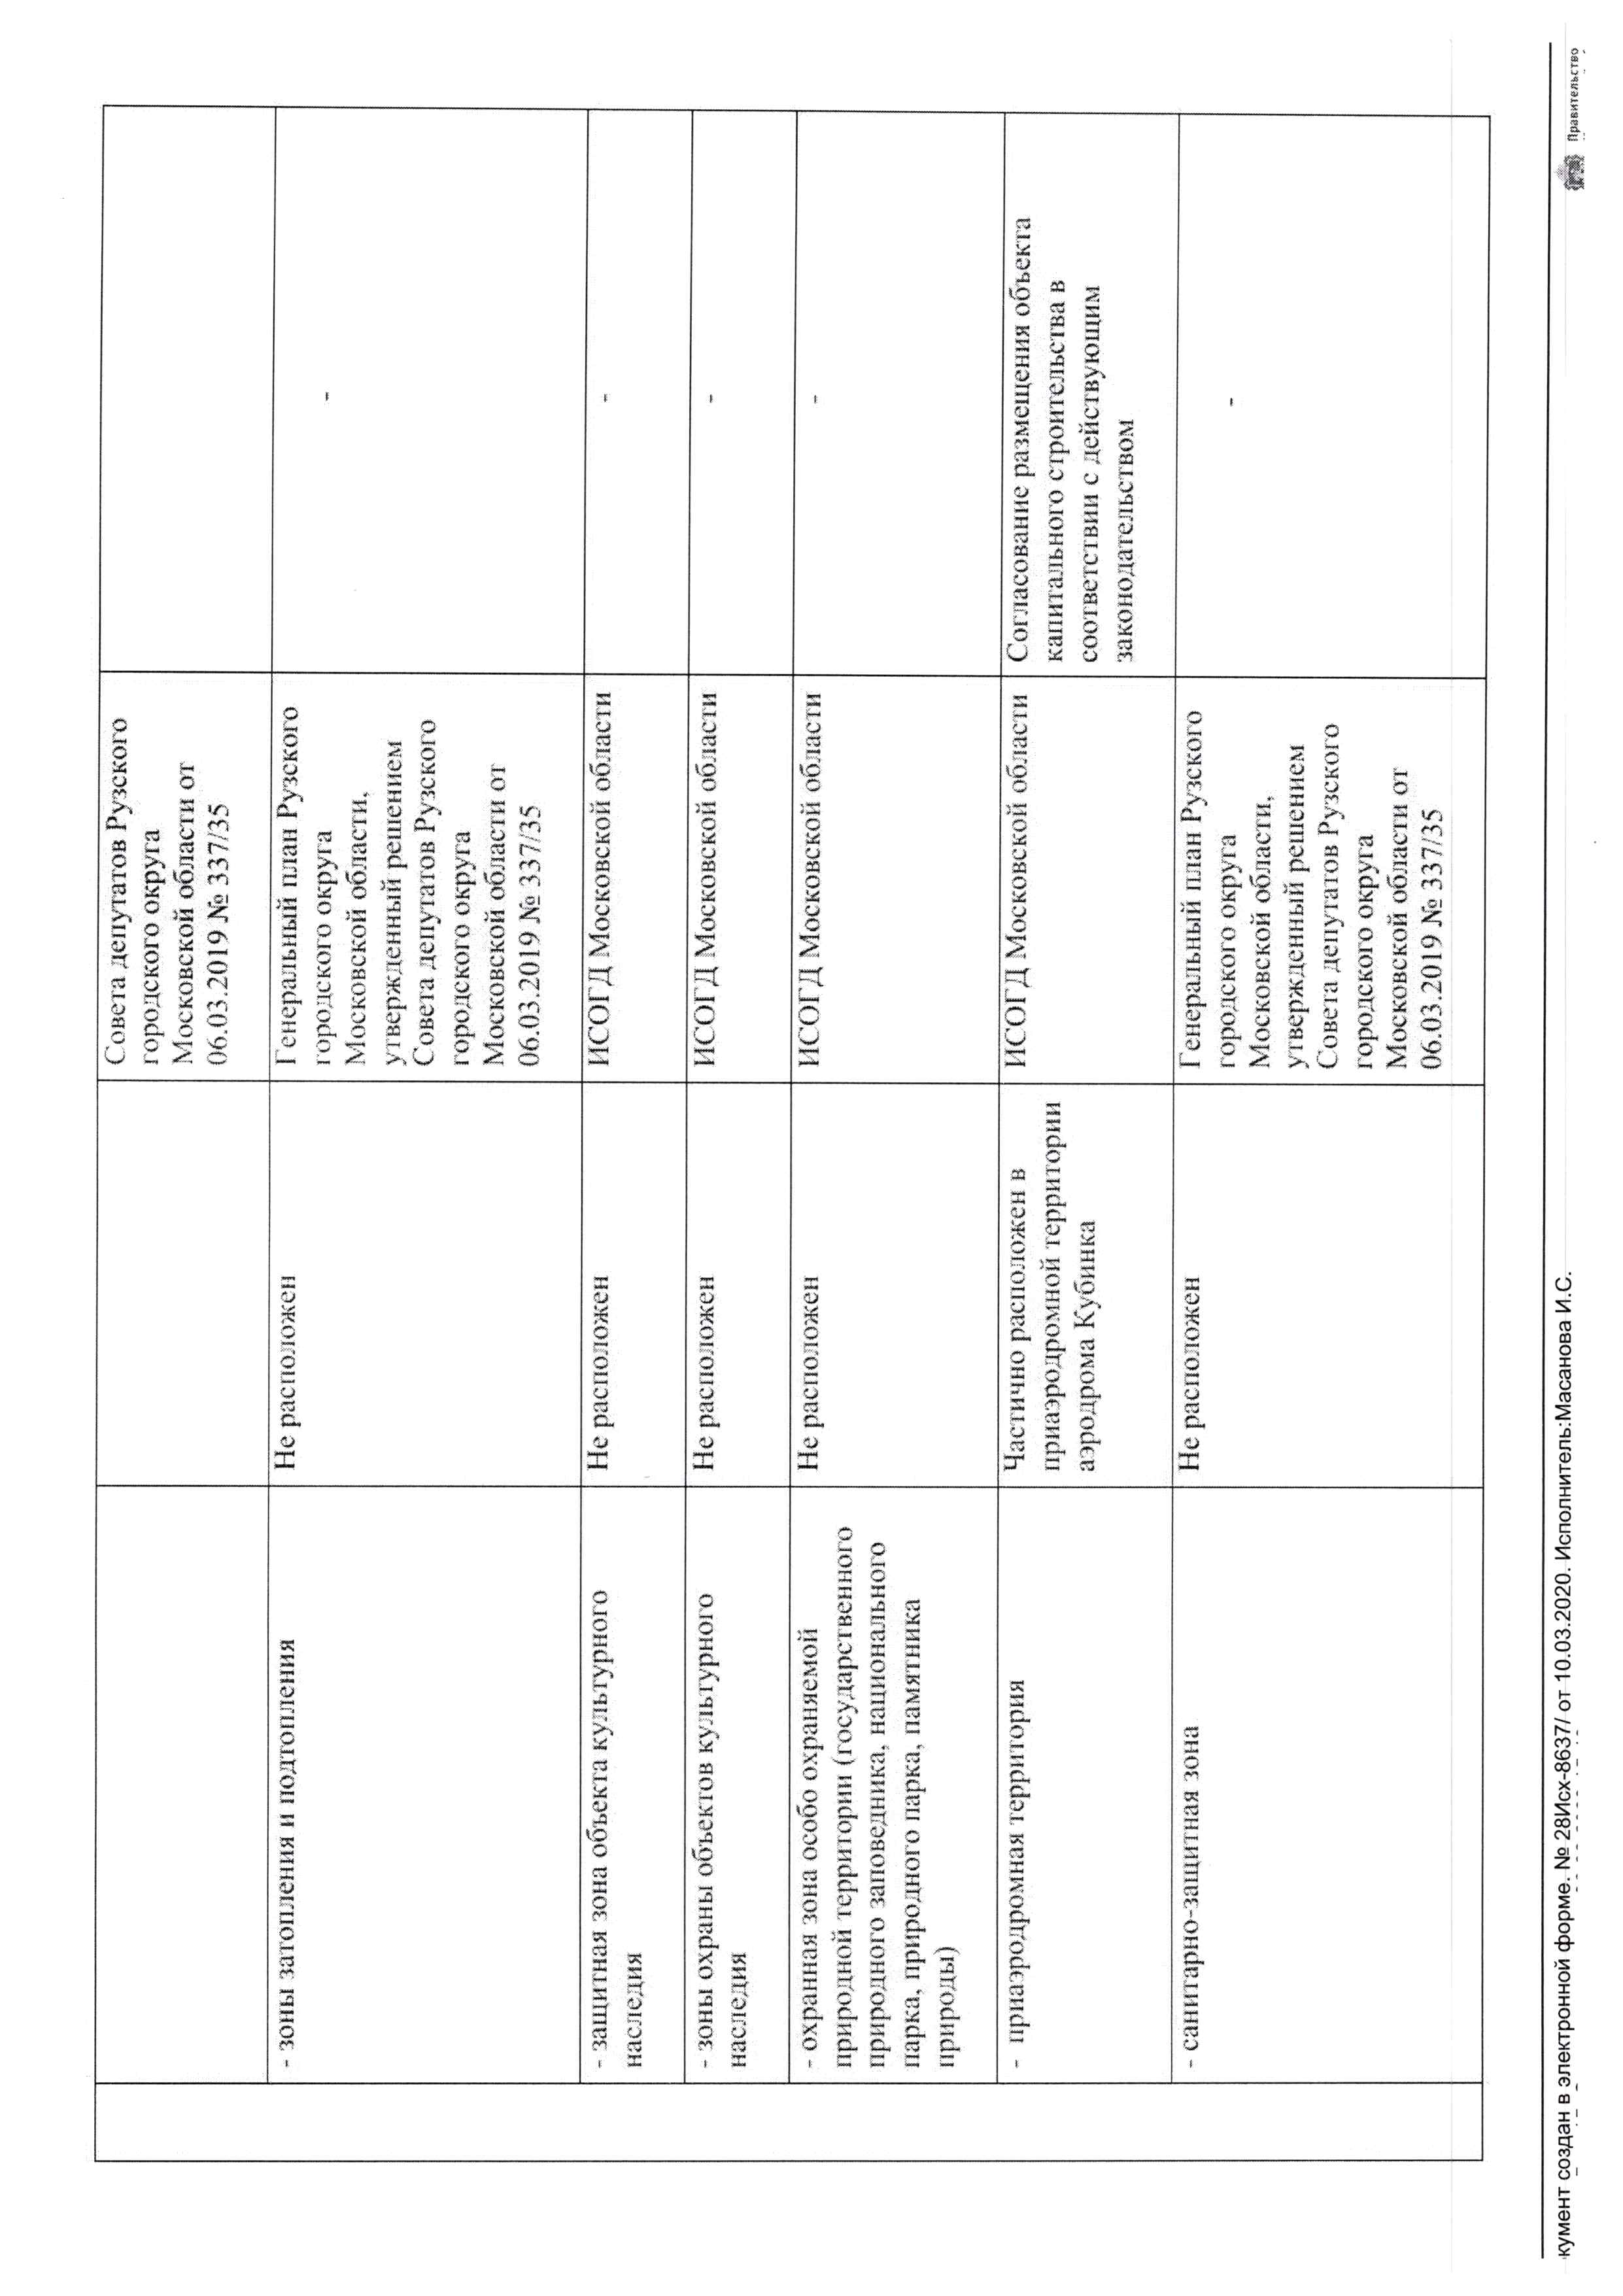 Совета депутатов Рузского
городского округа
Московской области от
06.03.2019 № 337/35
- зоны затопления и подтопления
Не расположен
Генеральный план Рузского
городского округа
Московской области,
утвержденный решением
Совета депутатов Рузского
городского округа
Московской области от
06.03.2019 № 337/35
-
- защитная зона объекта культурного
наследия
Не расположен
ИСОГД Московской области
-
- зоны охраны объектов культурного
наследия
Не расположен
ИСОГД Московской области
-
- охранная зона особо охраняемой
природной территории (государственного
природного заповедника, национального
парка, природного парка, памятника
природы)
Не расположен
ИСОГД Московской области
-
- приаэродромная территория
Частично расположен в
приаэродромной территории
аэродрома Кубинка
ИСОГД Московской области
Согласование размещения объекта
капитального строительства в
соответствии с действующим
законодательством
- санитарно-защитная зона
Не расположен
Генеральный план Рузского
городского округа
Московской области,
утвержденный решением
Совета депутатов Рузского
городского округа
Московской области от
06.03.2019 № 337/35
-
кумент создан в электронной форме. № 28Исх-8637/ от 10.03.2020. Исполнитель:Масанова И.С.
Правительство